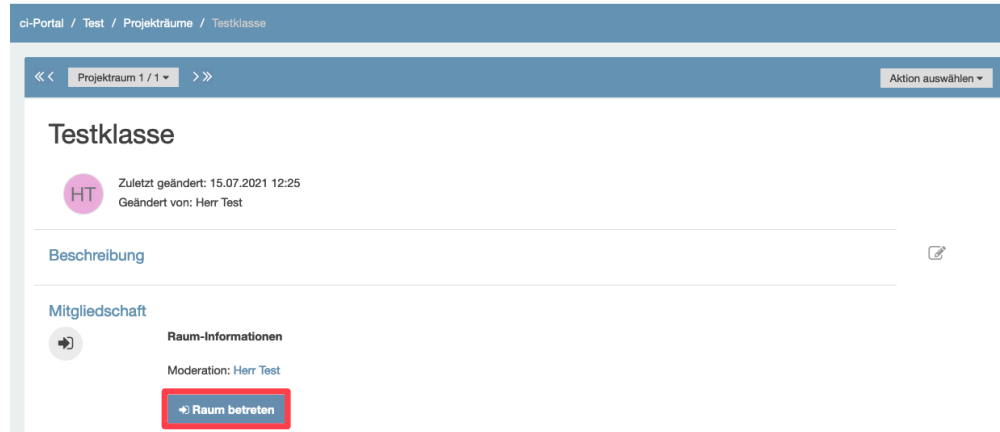 ci-Portal / Test / Projekträume / Testklasse
Projektraum 1 / 1
Aktion auswählen
Testklasse
HT
Zuletzt geändert: 15.07.2021 12:25
Geändert von: Herr Test
Beschreibung
Mitgliedschaft
Raum-Informationen
Moderation: Herr Test
Raum betreten